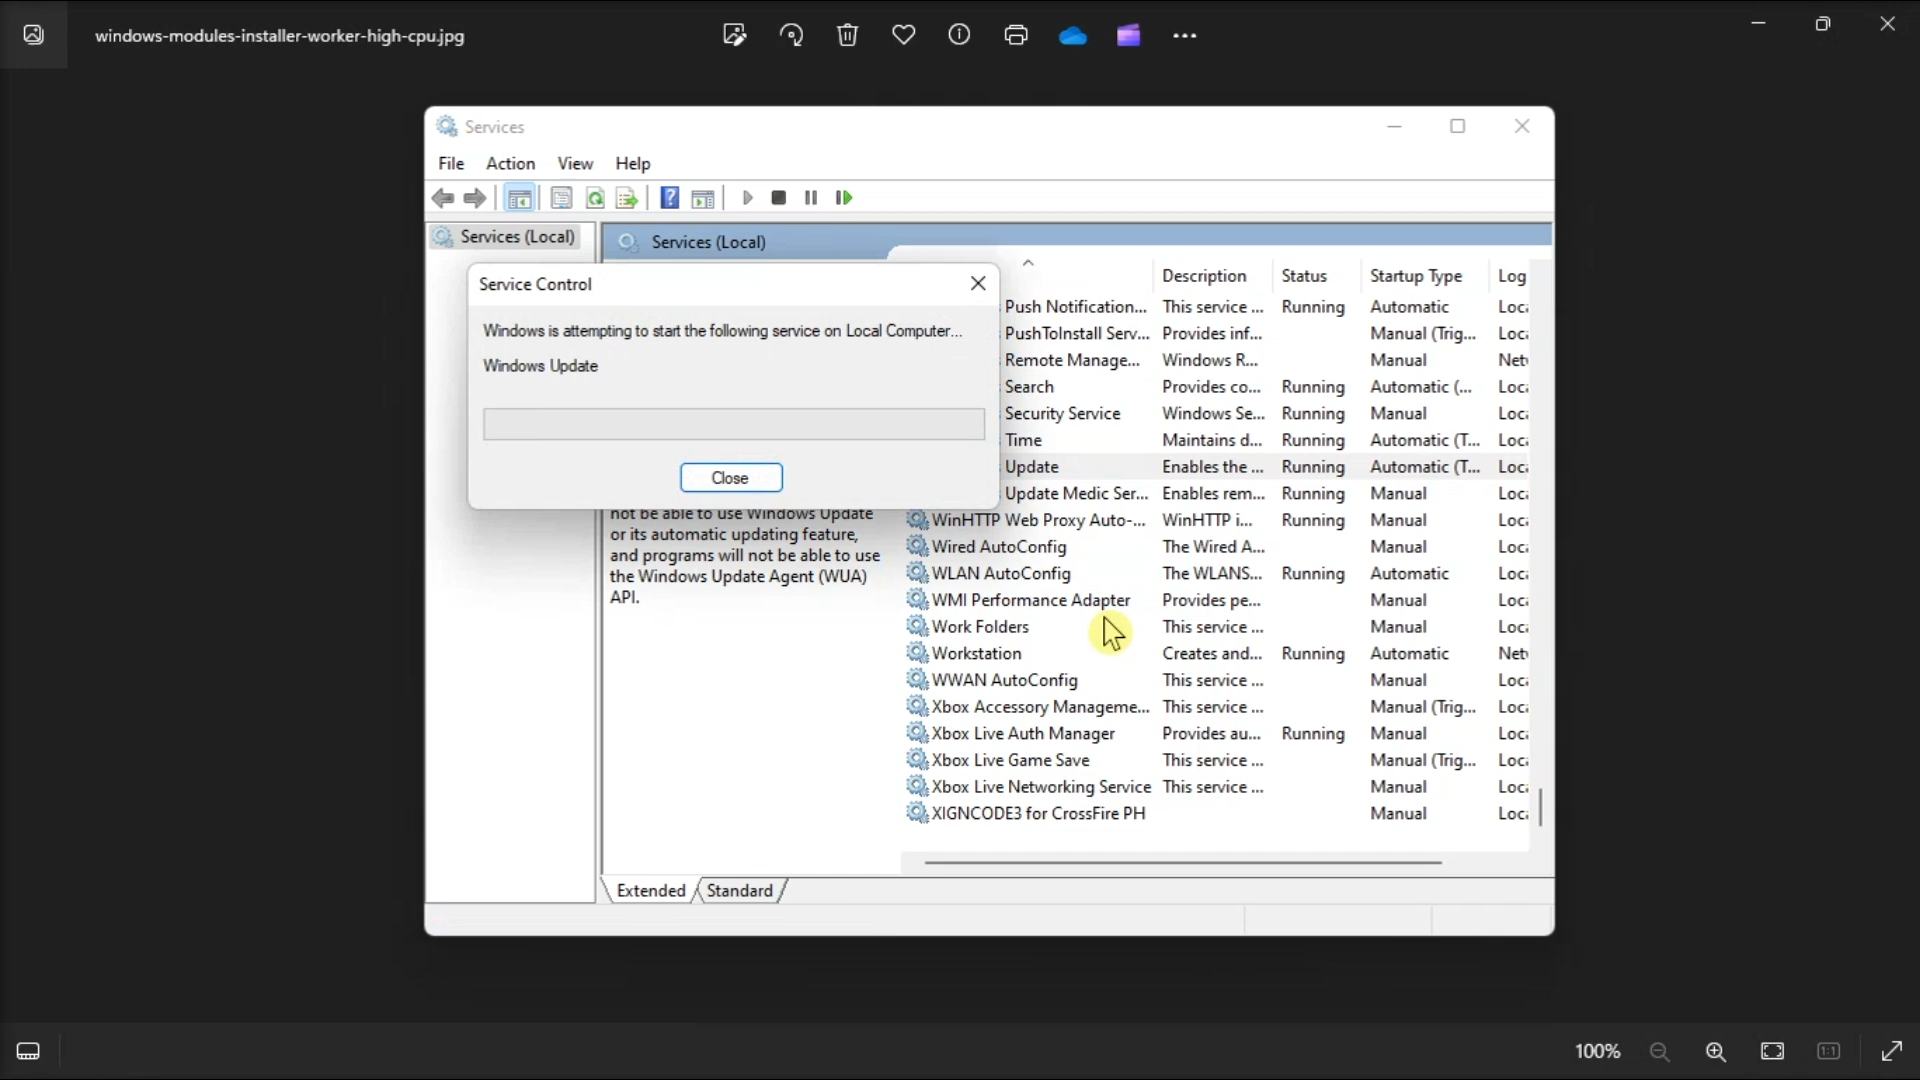 windows-modules-installer-worker-high-cpu.jpg
Services
File Action View Help
Services (Local)
Services (Local)
Service Control
Windows is attempting to start the following service on Local Computer...
Windows Update
Close
not be able to use Windows Update
or its automatic updating feature,
and programs will not be able to use
the Windows Update Agent (WUA)
API.
Description Status Startup Type Log
Push Notification... This service ... Running Automatic Loc
PushToInstall Serv... Provides inf... Manual (Trig... Loc
Remote Manage... Windows R... Manual Net
Search Provides co... Running Automatic (... Loc
Security Service Windows Se... Running Manual Loc
Time Maintains d... Running Automatic (T... Loc
Update Enables the ... Running Automatic (T... Loc
Update Medic Ser... Enables rem... Running Manual Loc
WinHTTP Web Proxy Auto-... WinHTTP i... Running Manual Loc
Wired AutoConfig The Wired A... Manual Loc
WLAN AutoConfig The WLANS... Running Automatic Loc
WMI Performance Adapter Provides pe... Manual Loc
Work Folders This service ... Manual Loc
Workstation Creates and... Running Automatic Net
WWAN AutoConfig This service ... Manual Loc
Xbox Accessory Manageme... This service ... Manual (Trig... Loc
Xbox Live Auth Manager Provides au... Running Manual Loc
Xbox Live Game Save This service ... Manual (Trig... Loc
Xbox Live Networking Service This service ... Manual Loc
XIGNCODE3 for CrossFire PH Manual Loc
Extended Standard
100% 1:1